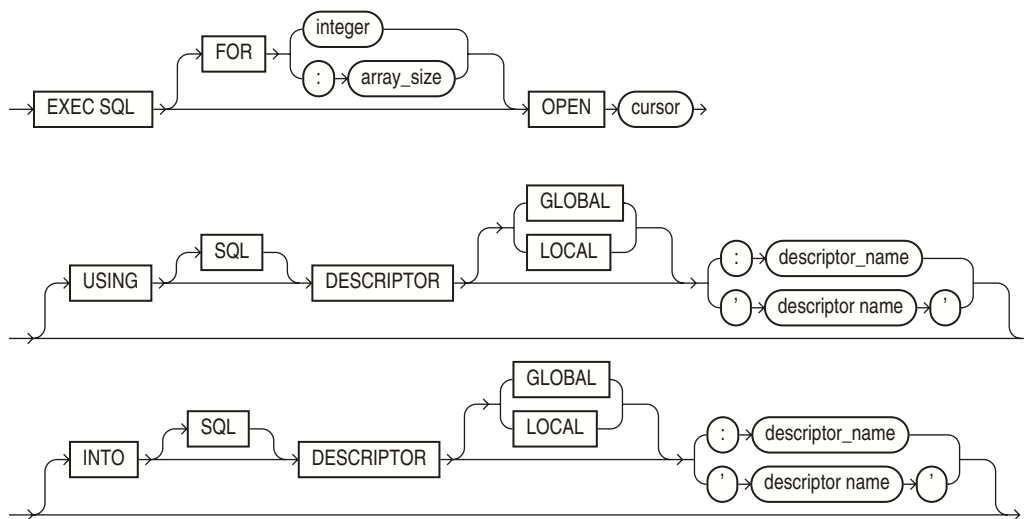 integer
FOR
: array_size
EXEC SQL OPEN cursor
GLOBAL
SQL LOCAL : descriptor_name
USING DESCRIPTOR ' descriptor name '
GLOBAL
SQL LOCAL : descriptor_name
INTO DESCRIPTOR ' descriptor name '